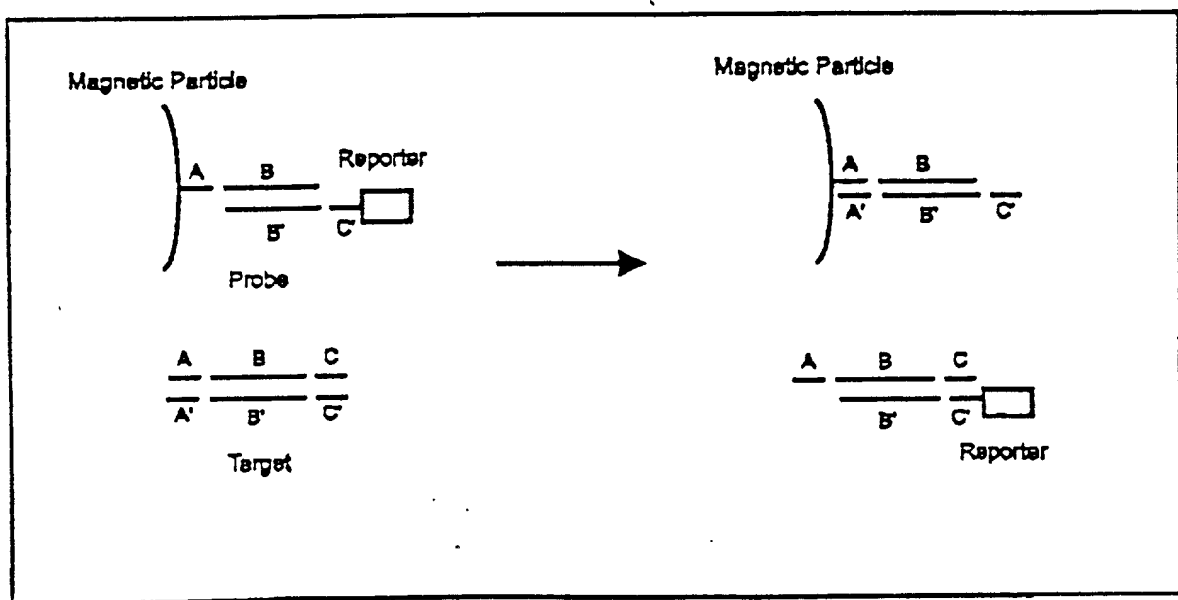 Magnetic Particle
A B Reporter
B' C'
Probe
A B C
A' B' C'
Target
Magnetic Particle
A B
A' B' C'
A B C
B' C'
Reporter